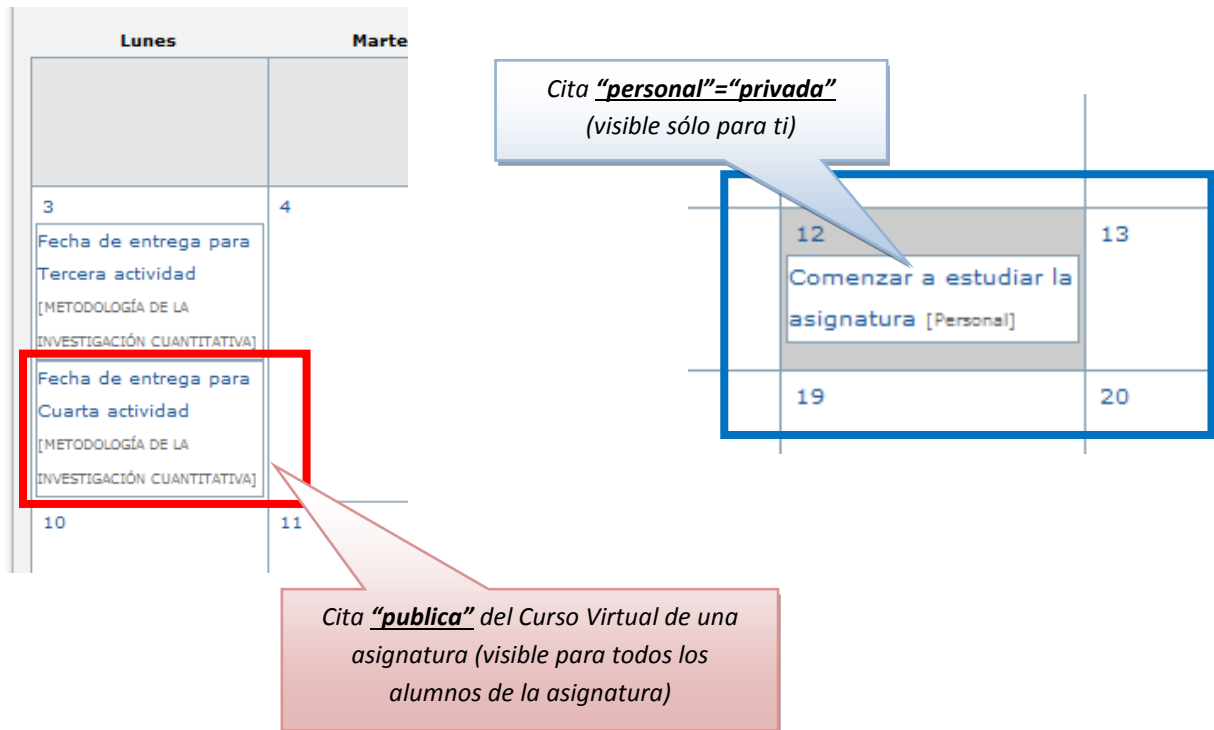 Lunes
Marte
3
4
Fecha de entrega para
Tercera actividad
[METODOLOGÍA DE LA
INVESTIGACIÓN CUANTITATIVA]
Fecha de entrega para
Cuarta actividad
[METODOLOGÍA DE LA
INVESTIGACIÓN CUANTITATIVA]
10
11
Cita “personal”=“privada”
(visible sólo para ti)
12
13
Comenzar a estudiar la
asignatura [Personal]
19
20
Cita “publica” del Curso Virtual de una
asignatura (visible para todos los
alumnos de la asignatura)